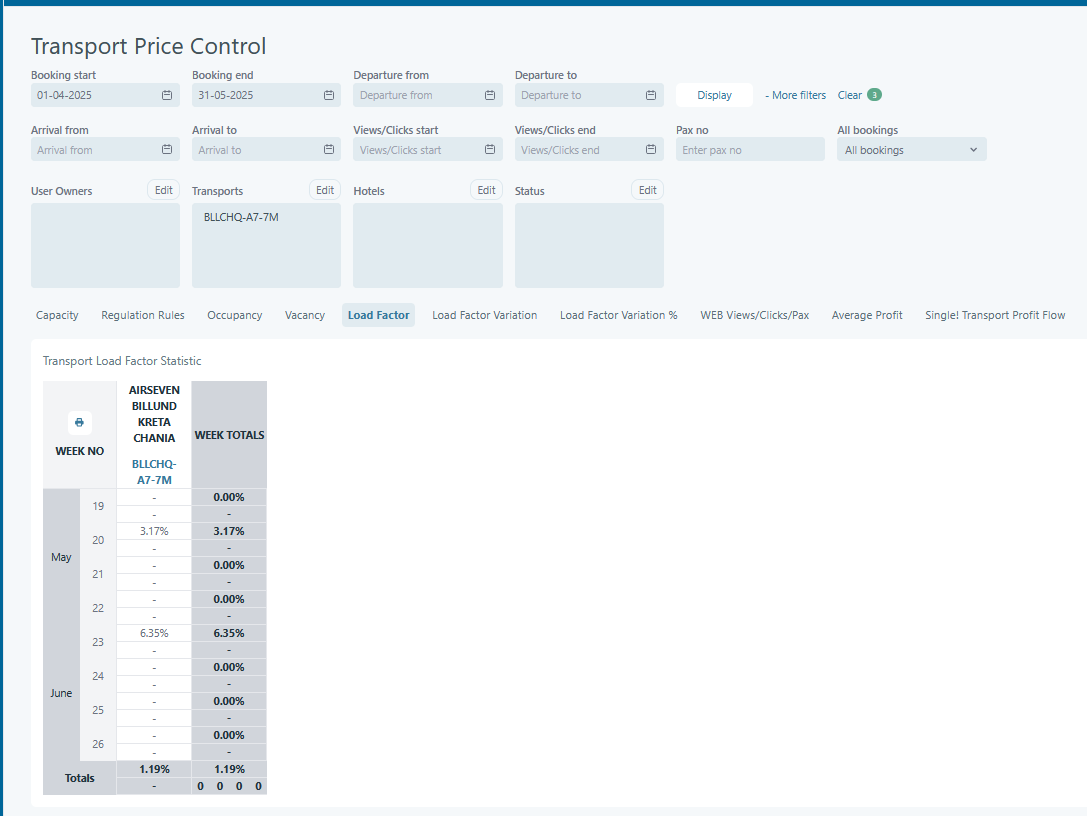 Transport Price Control
Booking start Booking end Departure from Departure to
01-04-2025 31-05-2025 Departure from Departure to Display - More filters Clear 3
Arrival from Arrival to Views/Clicks start Views/Clicks end Pax no All bookings
Arrival from Arrival to Views/Clicks start Views/Clicks end Enter pax no All bookings
User Owners Edit Transports Edit Hotels Edit Status Edit
BLLCHQ-A7-7M
Capacity Regulation Rules Occupancy Vacancy Load Factor Load Factor Variation Load Factor Variation % WEB Views/Clicks/Pax Average Profit Single! Transport Profit Flow
Transport Load Factor Statistic
WEEK NO
AIRSEVEN
BILLUND
KRETA
CHANIA
BLLCHQ-
A7-7M
WEEK TOTALS
May
19 - 0.00%
- -
20 3.17% 3.17%
- -
21 - 0.00%
- -
22 - 0.00%
- -
June
23 6.35% 6.35%
- -
24 - 0.00%
- -
25 - 0.00%
- -
26 - 0.00%
- -
Totals 1.19% 1.19%
- 0 0 0 0